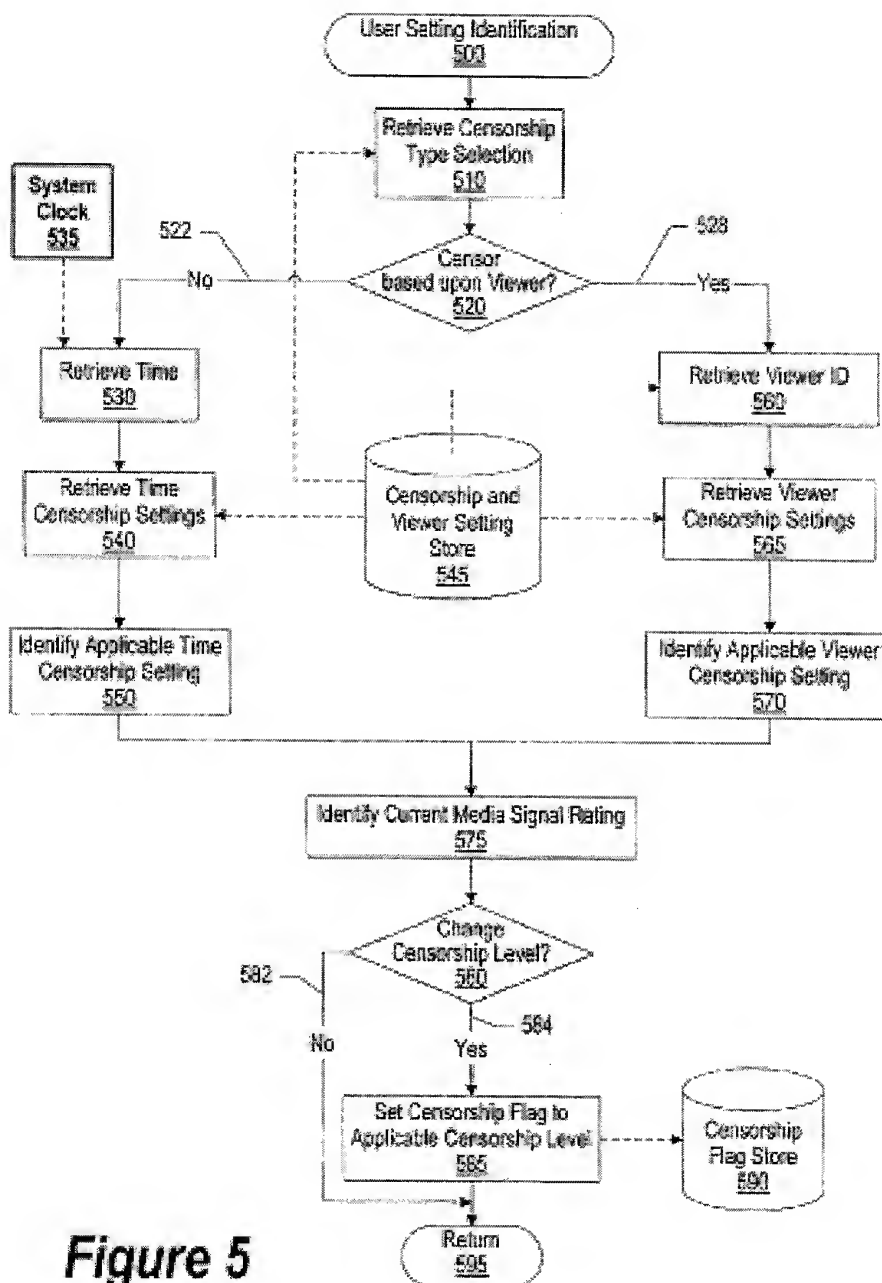 User Setting Identification
500
Retrieve Censorship
Type Selection
510
System
Clock
535
522
528
Censor
based upon Viewer?
520
No
Yes
Retrieve Time
530
Retrieve Viewer ID
560
Retrieve Time
Censorship Settings
540
Censorship and
Viewer Setting
Store
545
Retrieve Viewer
Censorship Settings
565
Identify Applicable Time
Censorship Setting
550
Identify Applicable Viewer
Censorship Setting
570
Identify Current Media Signal Rating
575
Change
Censorship Level?
580
582
584
No
Yes
Set Censorship Flag to
Applicable Censorship Level
585
Censorship
Flag Store
590
Return
595
Figure 5